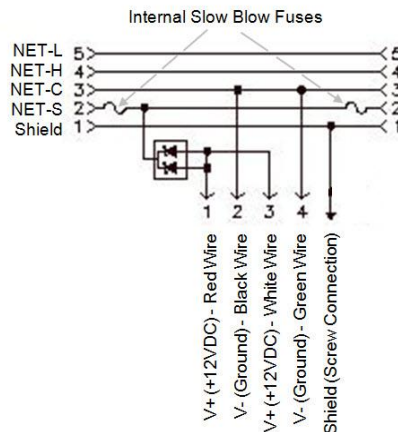 Internal Slow Blow Fuses
NET-L 5 5
NET-H 4 4
NET-C 3 3
NET-S 2 2
Shield 1 1
1 2 3 4
V+ (+12VDC) - Red Wire
V- (Ground) - Black Wire
V+ (+12VDC) - White Wire
V- (Ground) - Green Wire
Shield (Screw Connection)